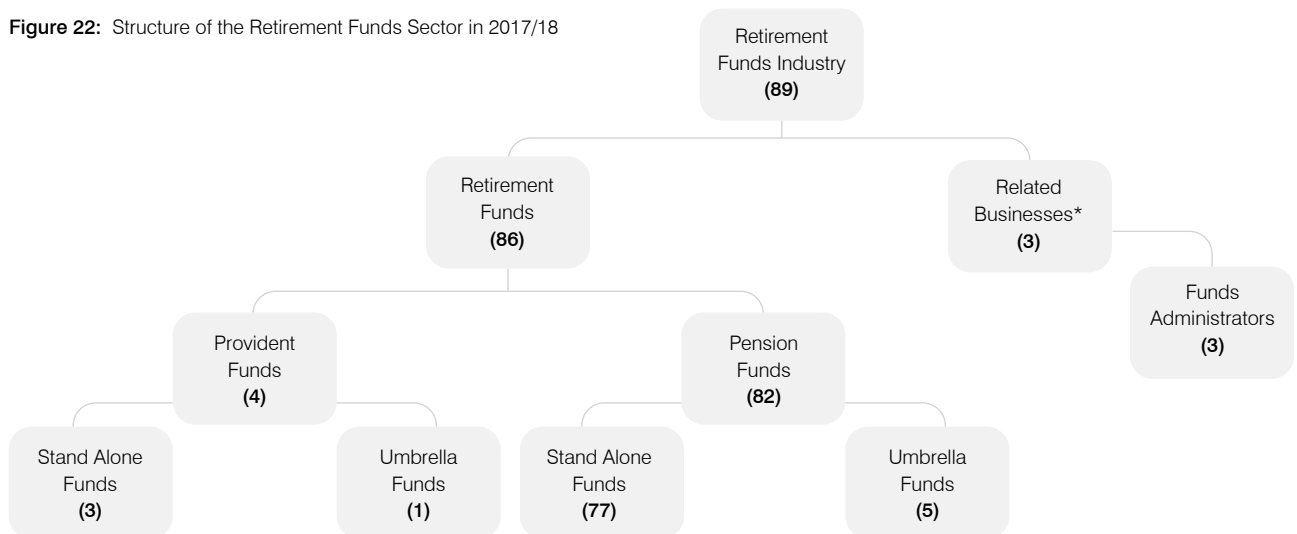 Figure 22: Structure of the Retirement Funds Sector in 2017/18
Retirement
Funds Industry
(89)
Retirement
Funds
(86)
Related
Businesses*
(3)
Funds
Administrators
(3)
Provident
Funds
(4)
Pension
Funds
(82)
Stand Alone
Funds
(3)
Umbrella
Funds
(1)
Stand Alone
Funds
(77)
Umbrella
Funds
(5)